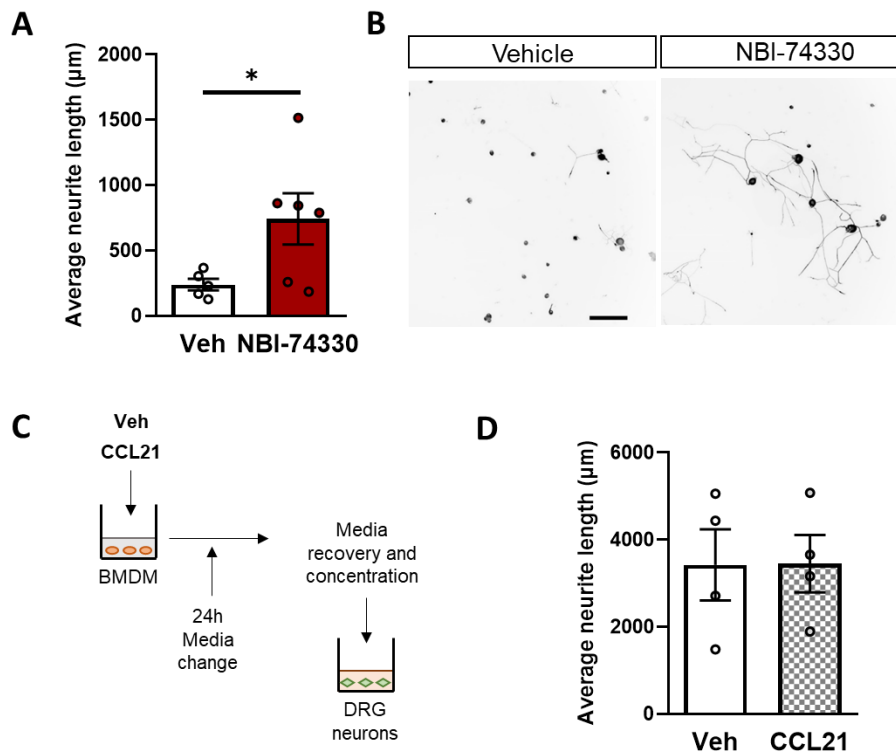 A
Average neurite length (µm)
2000
1500
1000
500
0
*
Veh NBI-74330
B
Vehicle NBI-74330
C
Veh
CCL21
BMDM
24h
Media
change
Media
recovery and
concentration
DRG
neurons
D
Average neurite length (µm)
6000
4000
2000
0
Veh CCL21